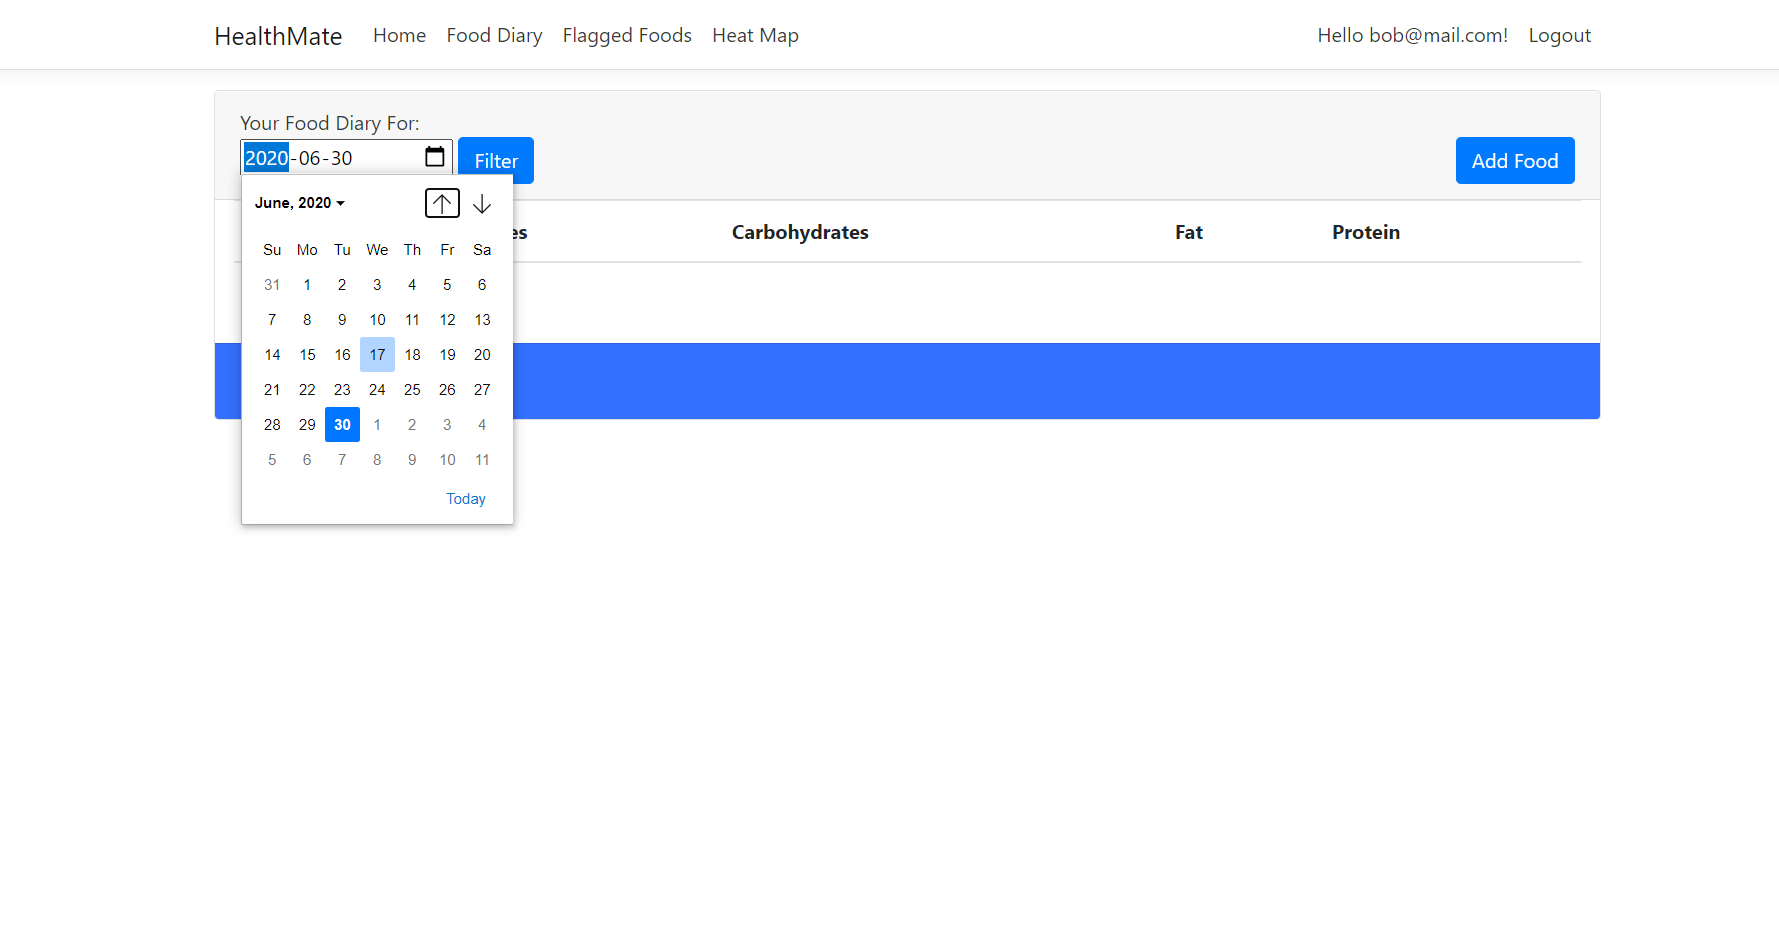 HealthMate Home Food Diary Flagged Foods Heat Map Hello bob@mail.com! Logout
Your Food Diary For:
2020-06-30 Filter Add Food
June, 2020
es Carbohydrates Fat Protein
Su Mo Tu We Th Fr Sa
31 1 2 3 4 5 6
7 8 9 10 11 12 13
14 15 16 17 18 19 20
21 22 23 24 25 26 27
28 29 30 1 2 3 4
5 6 7 8 9 10 11
Today